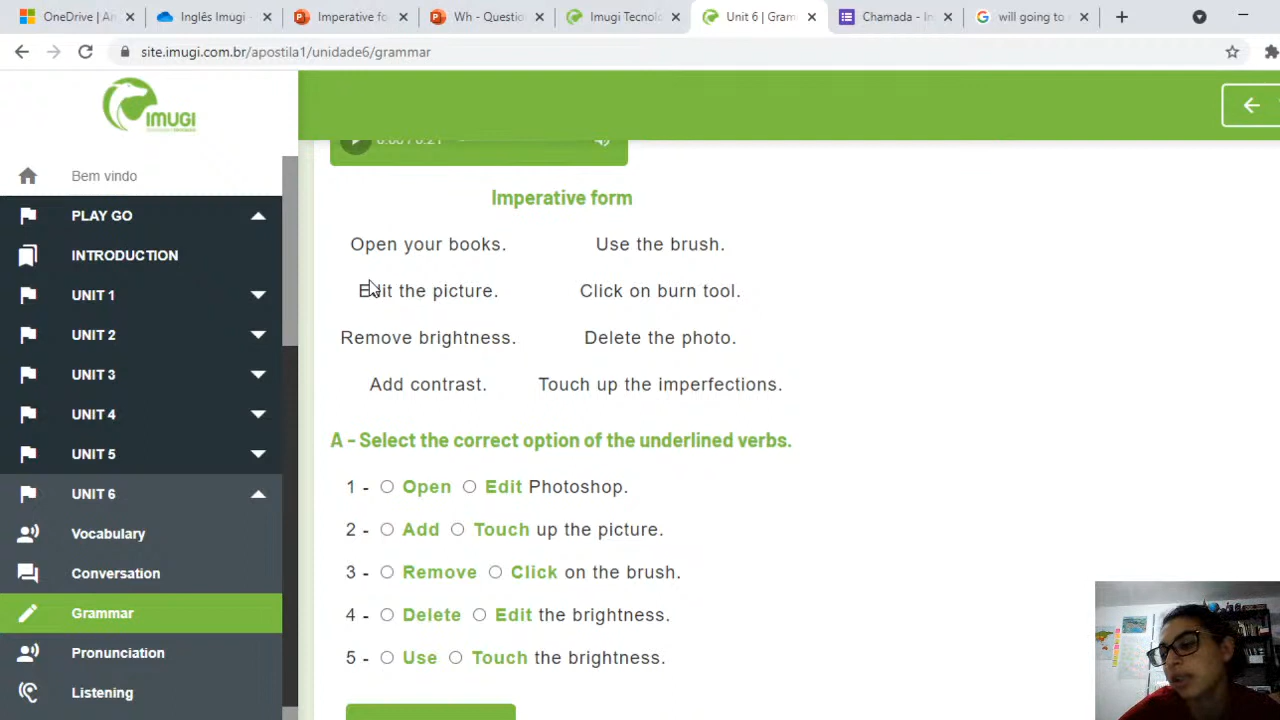 OneDrive | Ar
Inglês Imugi -
Imperative fo
Wh - Questio
Imugi Tecnolo
Unit 6 | Gram
Chamada - In
will going to
site.imugi.com.br/apostila1/unidade6/grammar
IMUGI
Bem vindo
PLAY GO
INTRODUCTION
UNIT 1
UNIT 2
UNIT 3
UNIT 4
UNIT 5
UNIT 6
Vocabulary
Conversation
Grammar
Pronunciation
Listening
0:00 / 0:21
Imperative form
Open your books. Use the brush.
Edit the picture. Click on burn tool.
Remove brightness. Delete the photo.
Add contrast. Touch up the imperfections.
A - Select the correct option of the underlined verbs.
1 - Open Edit Photoshop.
2 - Add Touch up the picture.
3 - Remove Click on the brush.
4 - Delete Edit the brightness.
5 - Use Touch the brightness.